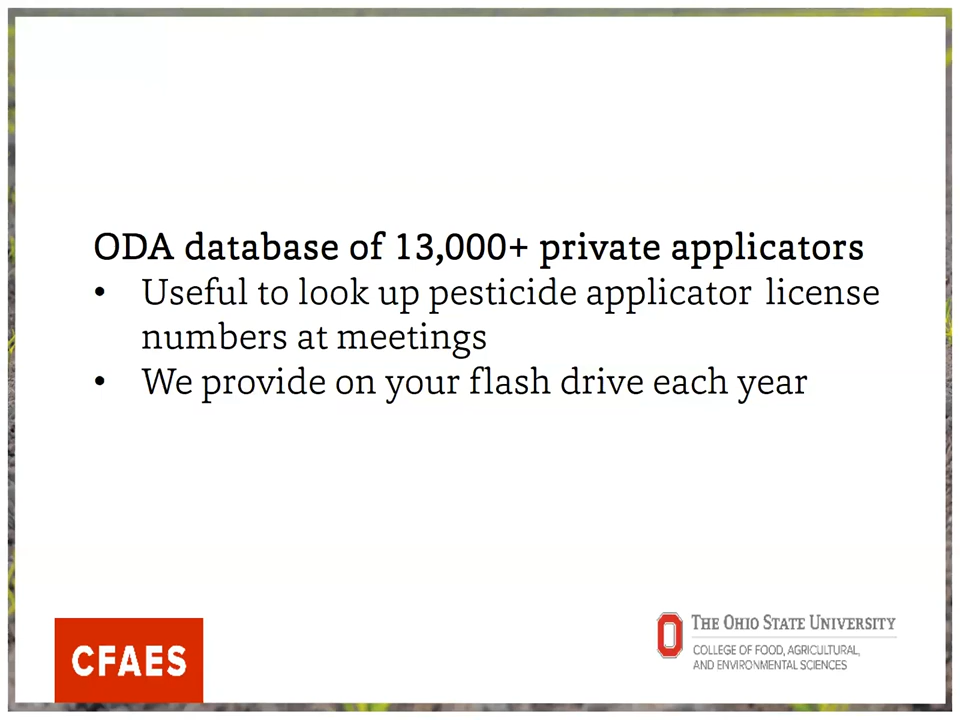 ODA database of 13,000+ private applicators
• Useful to look up pesticide applicator license
numbers at meetings
• We provide on your flash drive each year
CFAES
THE OHIO STATE UNIVERSITY
COLLEGE OF FOOD, AGRICULTURAL,
AND ENVIRONMENTAL SCIENCES